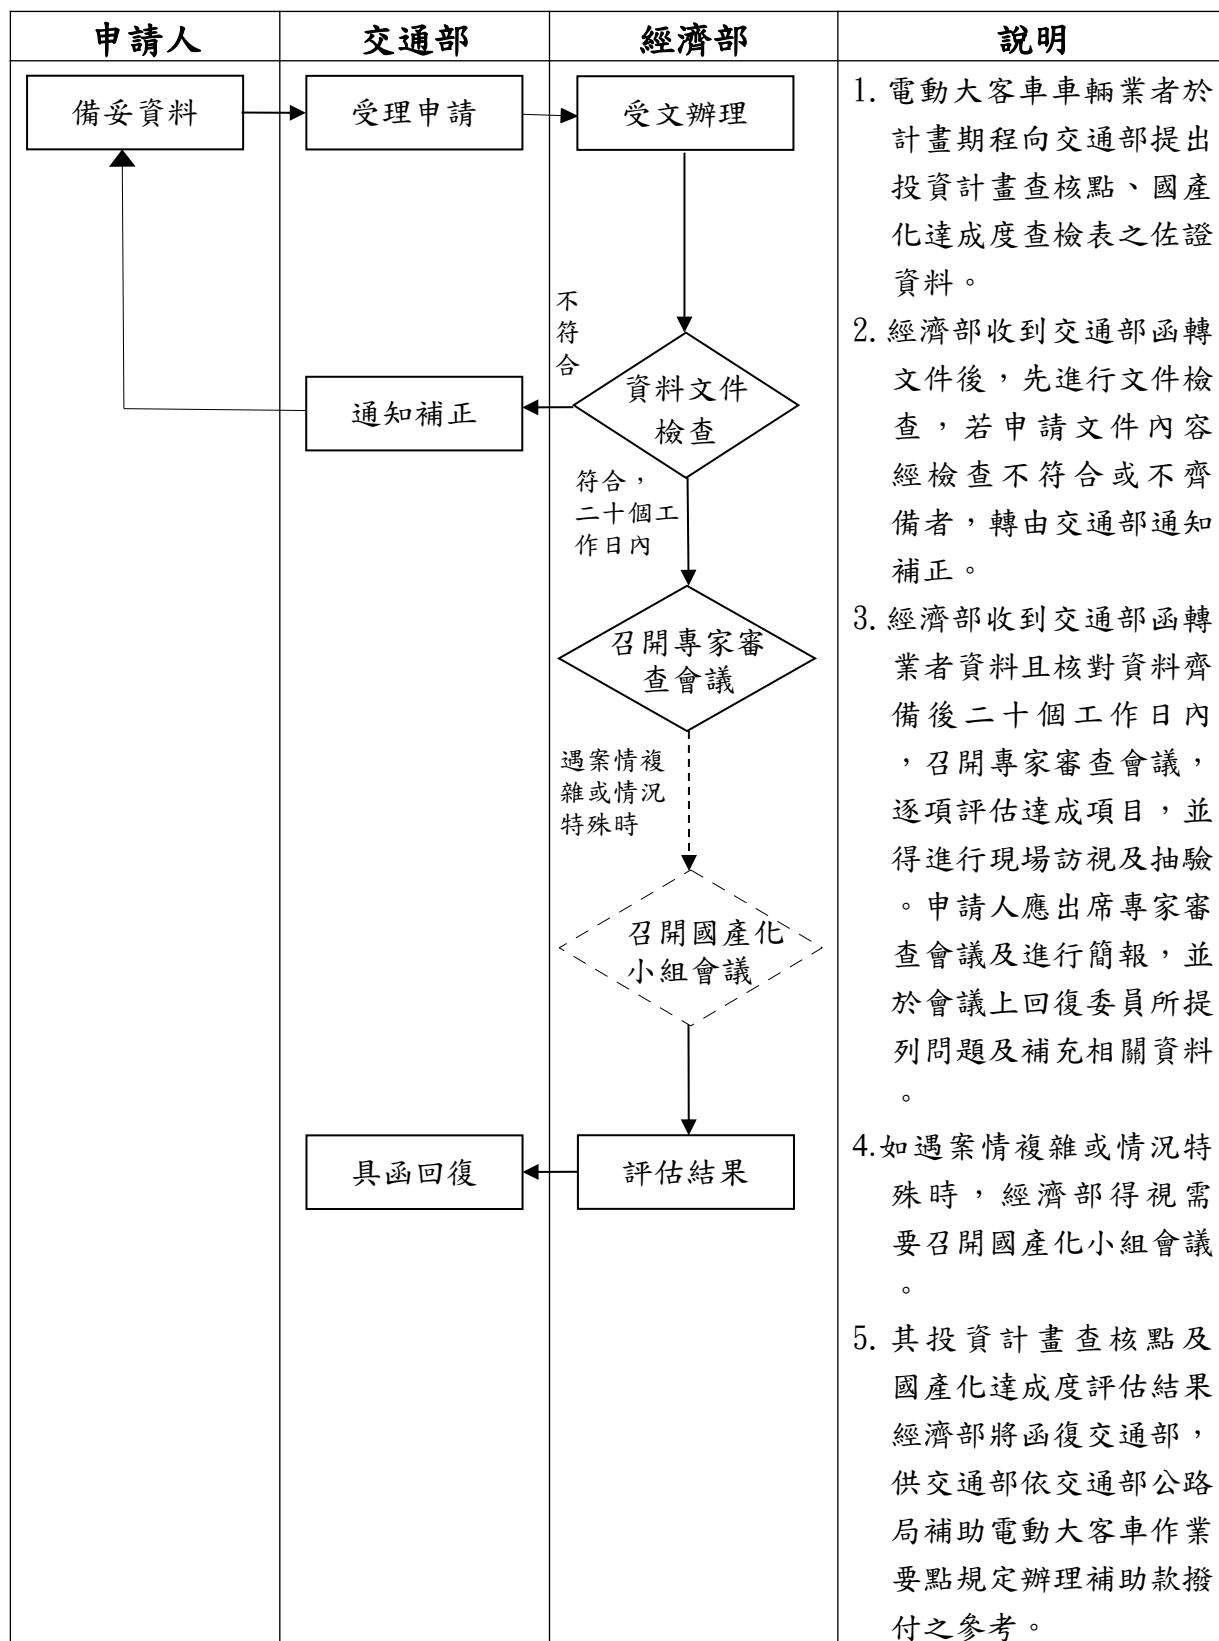 申請人
交通部
經濟部
說明
備妥資料
受理申請
受文辦理
不
符
合
資料文件
檢查
通知補正
符合，
二十個工
作日內
召開專家審
查會議
遇案情複
雜或情況
特殊時
召開國產化
小組會議
具函回復
評估結果
1. 電動大客車車輛業者於
計畫期程向交通部提出
投資計畫查核點、國產
化達成度查檢表之佐證
資料。
2. 經濟部收到交通部函轉
文件後，先進行文件檢
查，若申請文件內容
經檢查不符合或不齊
備者，轉由交通部通知
補正。
3. 經濟部收到交通部函轉
業者資料且核對資料齊
備後二十個工作日內
，召開專家審查會議，
逐項評估達成項目，並
得進行現場訪視及抽驗
。申請人應出席專家審
查會議及進行簡報，並
於會議上回復委員所提
列問題及補充相關資料
。
4.如遇案情複雜或情況特
殊時，經濟部得視需
要召開國產化小組會議
。
5. 其投資計畫查核點及
國產化達成度評估結果
經濟部將函復交通部，
供交通部依交通部公路
局補助電動大客車作業
要點規定辦理補助款撥
付之參考。